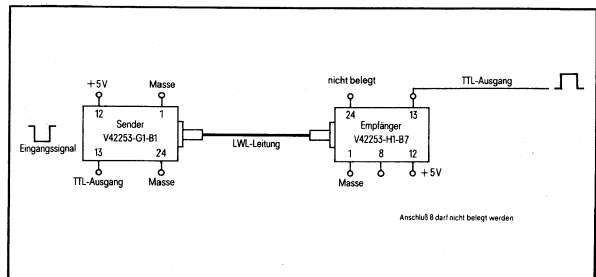 +5V
Masse
12
1
Sender
V42253-G1-B1
Eingangssignal
13
24
TTL-Ausgang
Masse
LWL-Leitung
nicht belegt
TTL-Ausgang
24
13
Empfänger
V42253-H1-B7
1
8
12
Masse
+5V
Anschluß 8 darf nicht belegt werden